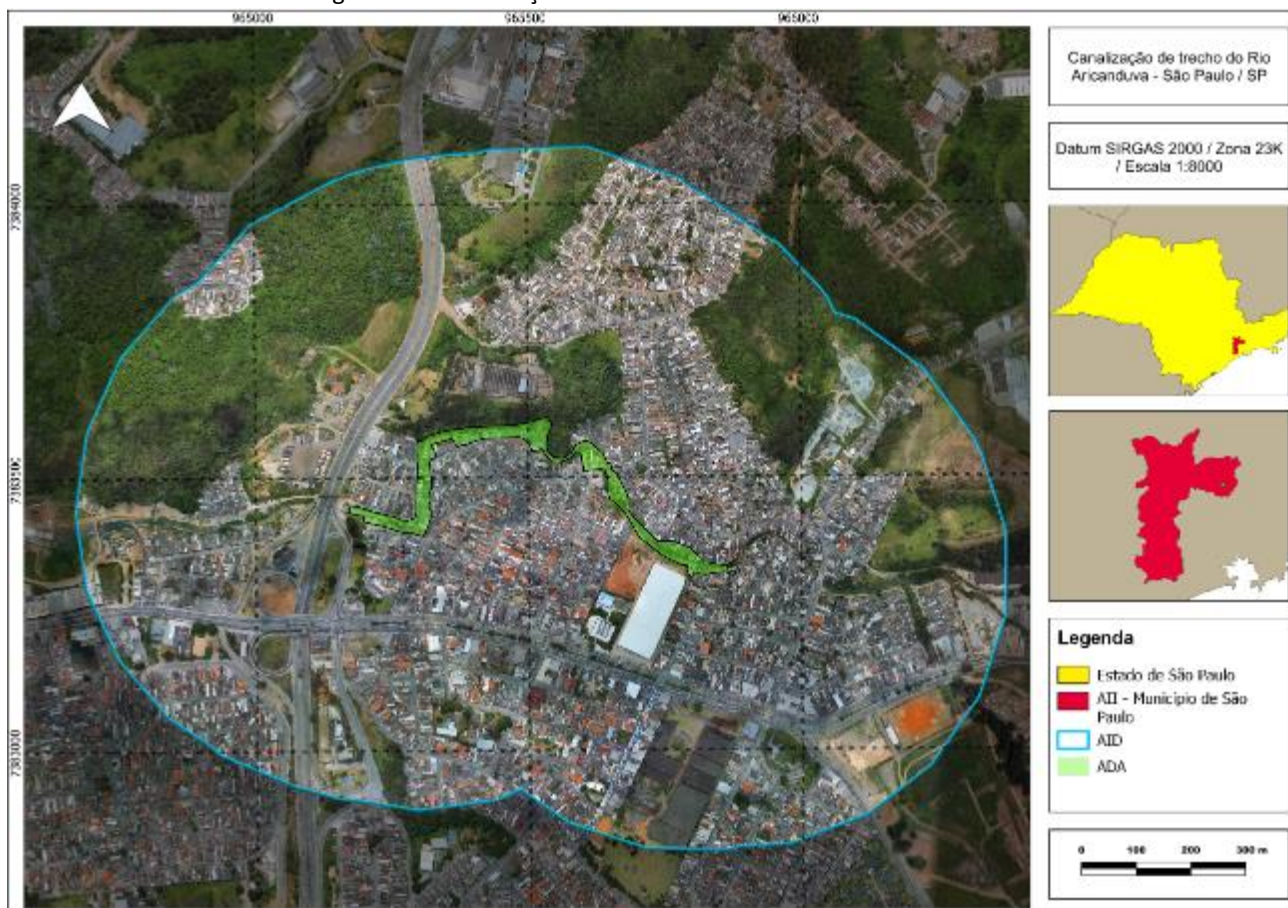 965000 965500 966000
7384000
7383500
7383000
Canalização de trecho do Rio
Aricanduva - São Paulo / SP
Datum SIRGAS 2000 / Zona 23K
/ Escala 1:8000
Legenda
Estado de São Paulo
AII - Município de São
Paulo
AID
ADA
0 100 200 300 m